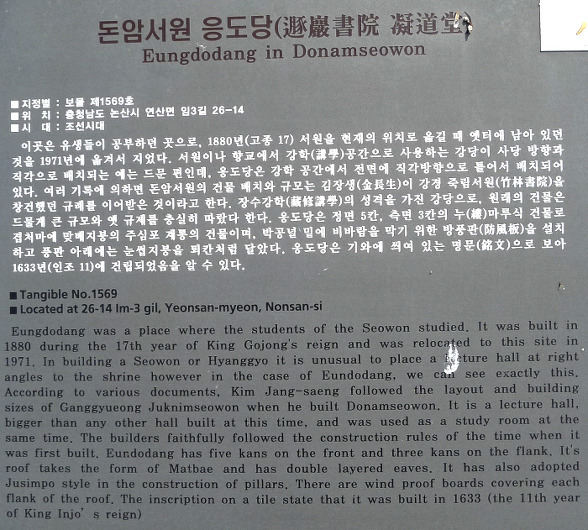 돈암서원 응도당(遯巖書院 凝道堂)
Eungdodang in Donamseowon
■ 지정별 : 보물 제1569호
■ 위 치 : 충청남도 논산시 연산면 임3길 26-14
■ 시 대 : 조선시대
이곳은 유생들이 공부하던 곳으로, 1880년(고종 17) 서원을 현재의 위치로 옮길 때 옛터에 남아 있던
것을 1971년에 옮겨서 지었다. 서원이나 향교에서 강학(講學)공간으로 사용하는 강당이 사당 방향과
직각으로 배치되는 예는 드문 편인데, 응도당은 강학 공간에서 전면에 직각방향으로 틀어서 배치되어
있다. 여러 기록에 의하면 돈암서원의 건물 배치와 규모는 김장생(金長生)이 강경 죽림서원(竹林書院)을
창건했던 규례를 이어받은 것이라고 한다. 장수강학(藏修講學)의 성격을 가진 강당으로, 원래의 건물은
드물게 큰 규모와 옛 규제를 충실히 따랐다 한다. 응도당은 정면 5칸, 측면 3칸의 누(樓)마루식 건물로
겹처마에 맞배지붕의 주심포 계통의 건물이며, 박공널 밑에 비바람을 막기 위한 방풍판(防風板)을 설치
하고 풍판 아래에는 눈썹지붕을 퇴칸처럼 달았다. 응도당은 기와에 씌여 있는 명문(銘文)으로 보아
1633년(인조 11)에 건립되었음을 알 수 있다.
■ Tangible No.1569
■ Located at 26-14 Im-3 gil, Yeonsan-myeon, Nonsan-si
Eungdodang was a place where the students of the Seowon studied. It was built in
1880 during the 17th year of King Gojong's reign and was relocated to this site in
1971. In building a Seowon or Hyanggyo it is unusual to place a lecture hall at right
angles to the shrine however in the case of Eundodang, we can see exactly this.
According to various documents, Kim Jang-saeng followed the layout and building
sizes of Ganggyueong Juknimseowon when he built Donamseowon. It is a lecture hall,
bigger than any other hall built at this time, and was used as a study room at the
same time. The builders faithfully followed the construction rules of the time when it
was first built. Eundodang has five kans on the front and three kans on the flank. It's
roof takes the form of Matbae and has double layered eaves. It has also adopted
Jusimpo style in the construction of pillars. There are wind proof boards covering each
flank of the roof. The inscription on a tile state that it was built in 1633 (the 11th year
of King Injo' s reign)